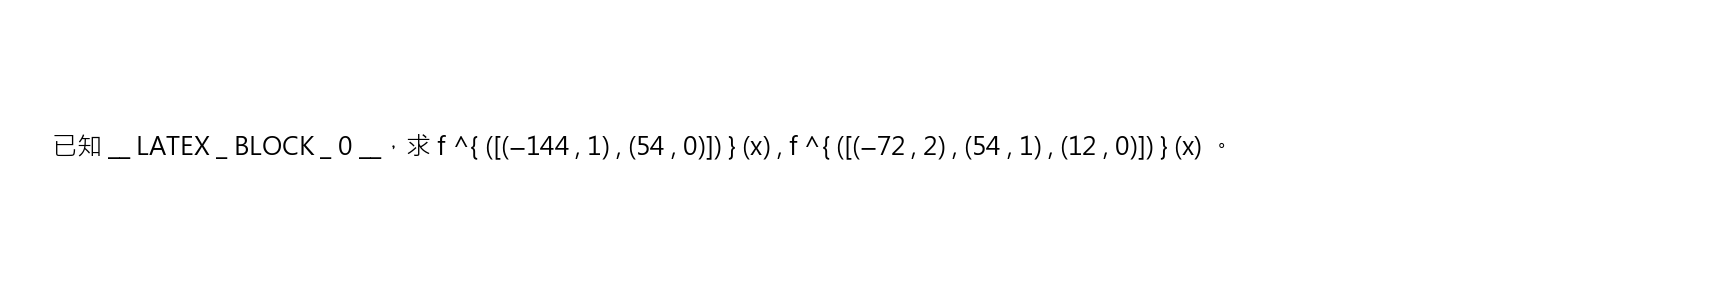 已知 __ LATEX _ BLOCK _ 0 __，求 f ^{ ([(−144 , 1) , (54 , 0)]) } (x) , f ^{ ([(−72 , 2) , (54 , 1) , (12 , 0)]) } (x) 。